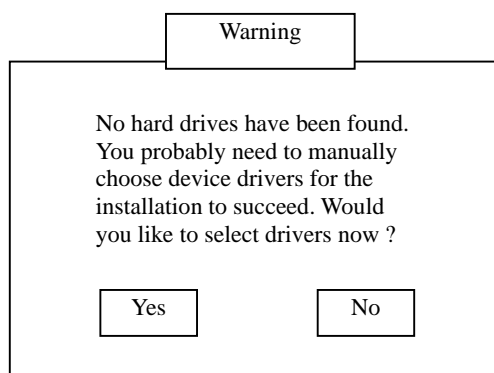 Warning
No hard drives have been found.
You probably need to manually
choose device drivers for the
installation to succeed. Would
you like to select drivers now ?
Yes
No